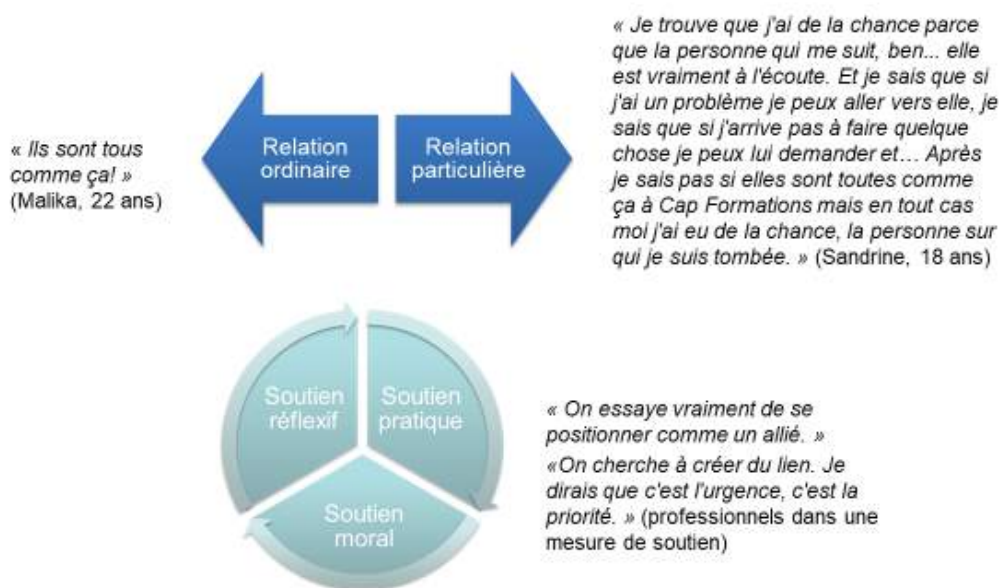 « Ils sont tous
comme ça! »
(Malika, 22 ans)
Relation
ordinaire
Relation
particulière
« Je trouve que j'ai de la chance parce
que la personne qui me suit, ben... elle
est vraiment à l'écoute. Et je sais que si
j'ai un problème je peux aller vers elle, je
sais que si j'arrive pas à faire quelque
chose je peux lui demander et… Après
je sais pas si elles sont toutes comme
ça à Cap Formations mais en tout cas
moi j'ai eu de la chance, la personne sur
qui je suis tombée. » (Sandrine, 18 ans)
Soutien
réflexif
Soutien
pratique
Soutien
moral
« On essaye vraiment de se
positionner comme un allié. »
«On cherche à créer du lien. Je
dirais que c'est l'urgence, c'est la
priorité. » (professionnels dans une
mesure de soutien)